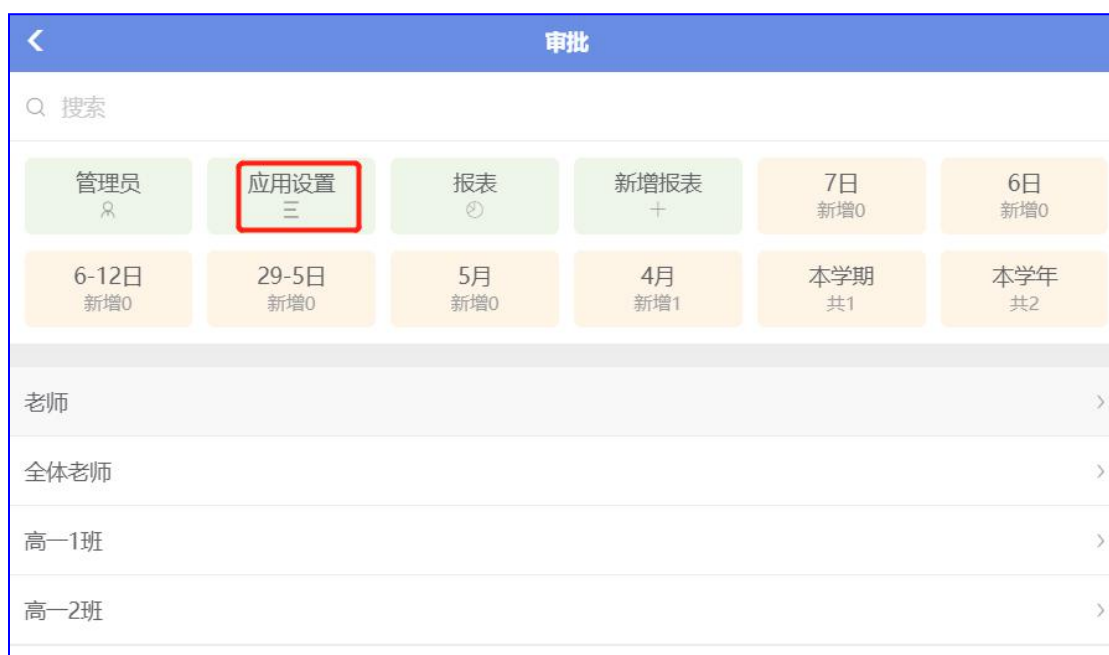 审批
搜索
管理员 应用设置 报表 新增报表 7日 6日
新增0 新增0
6-12日 29-5日 5月 4月 本学期 本学年
新增0 新增0 新增0 新增1 共1 共2
老师
全体老师
高一1班
高一2班